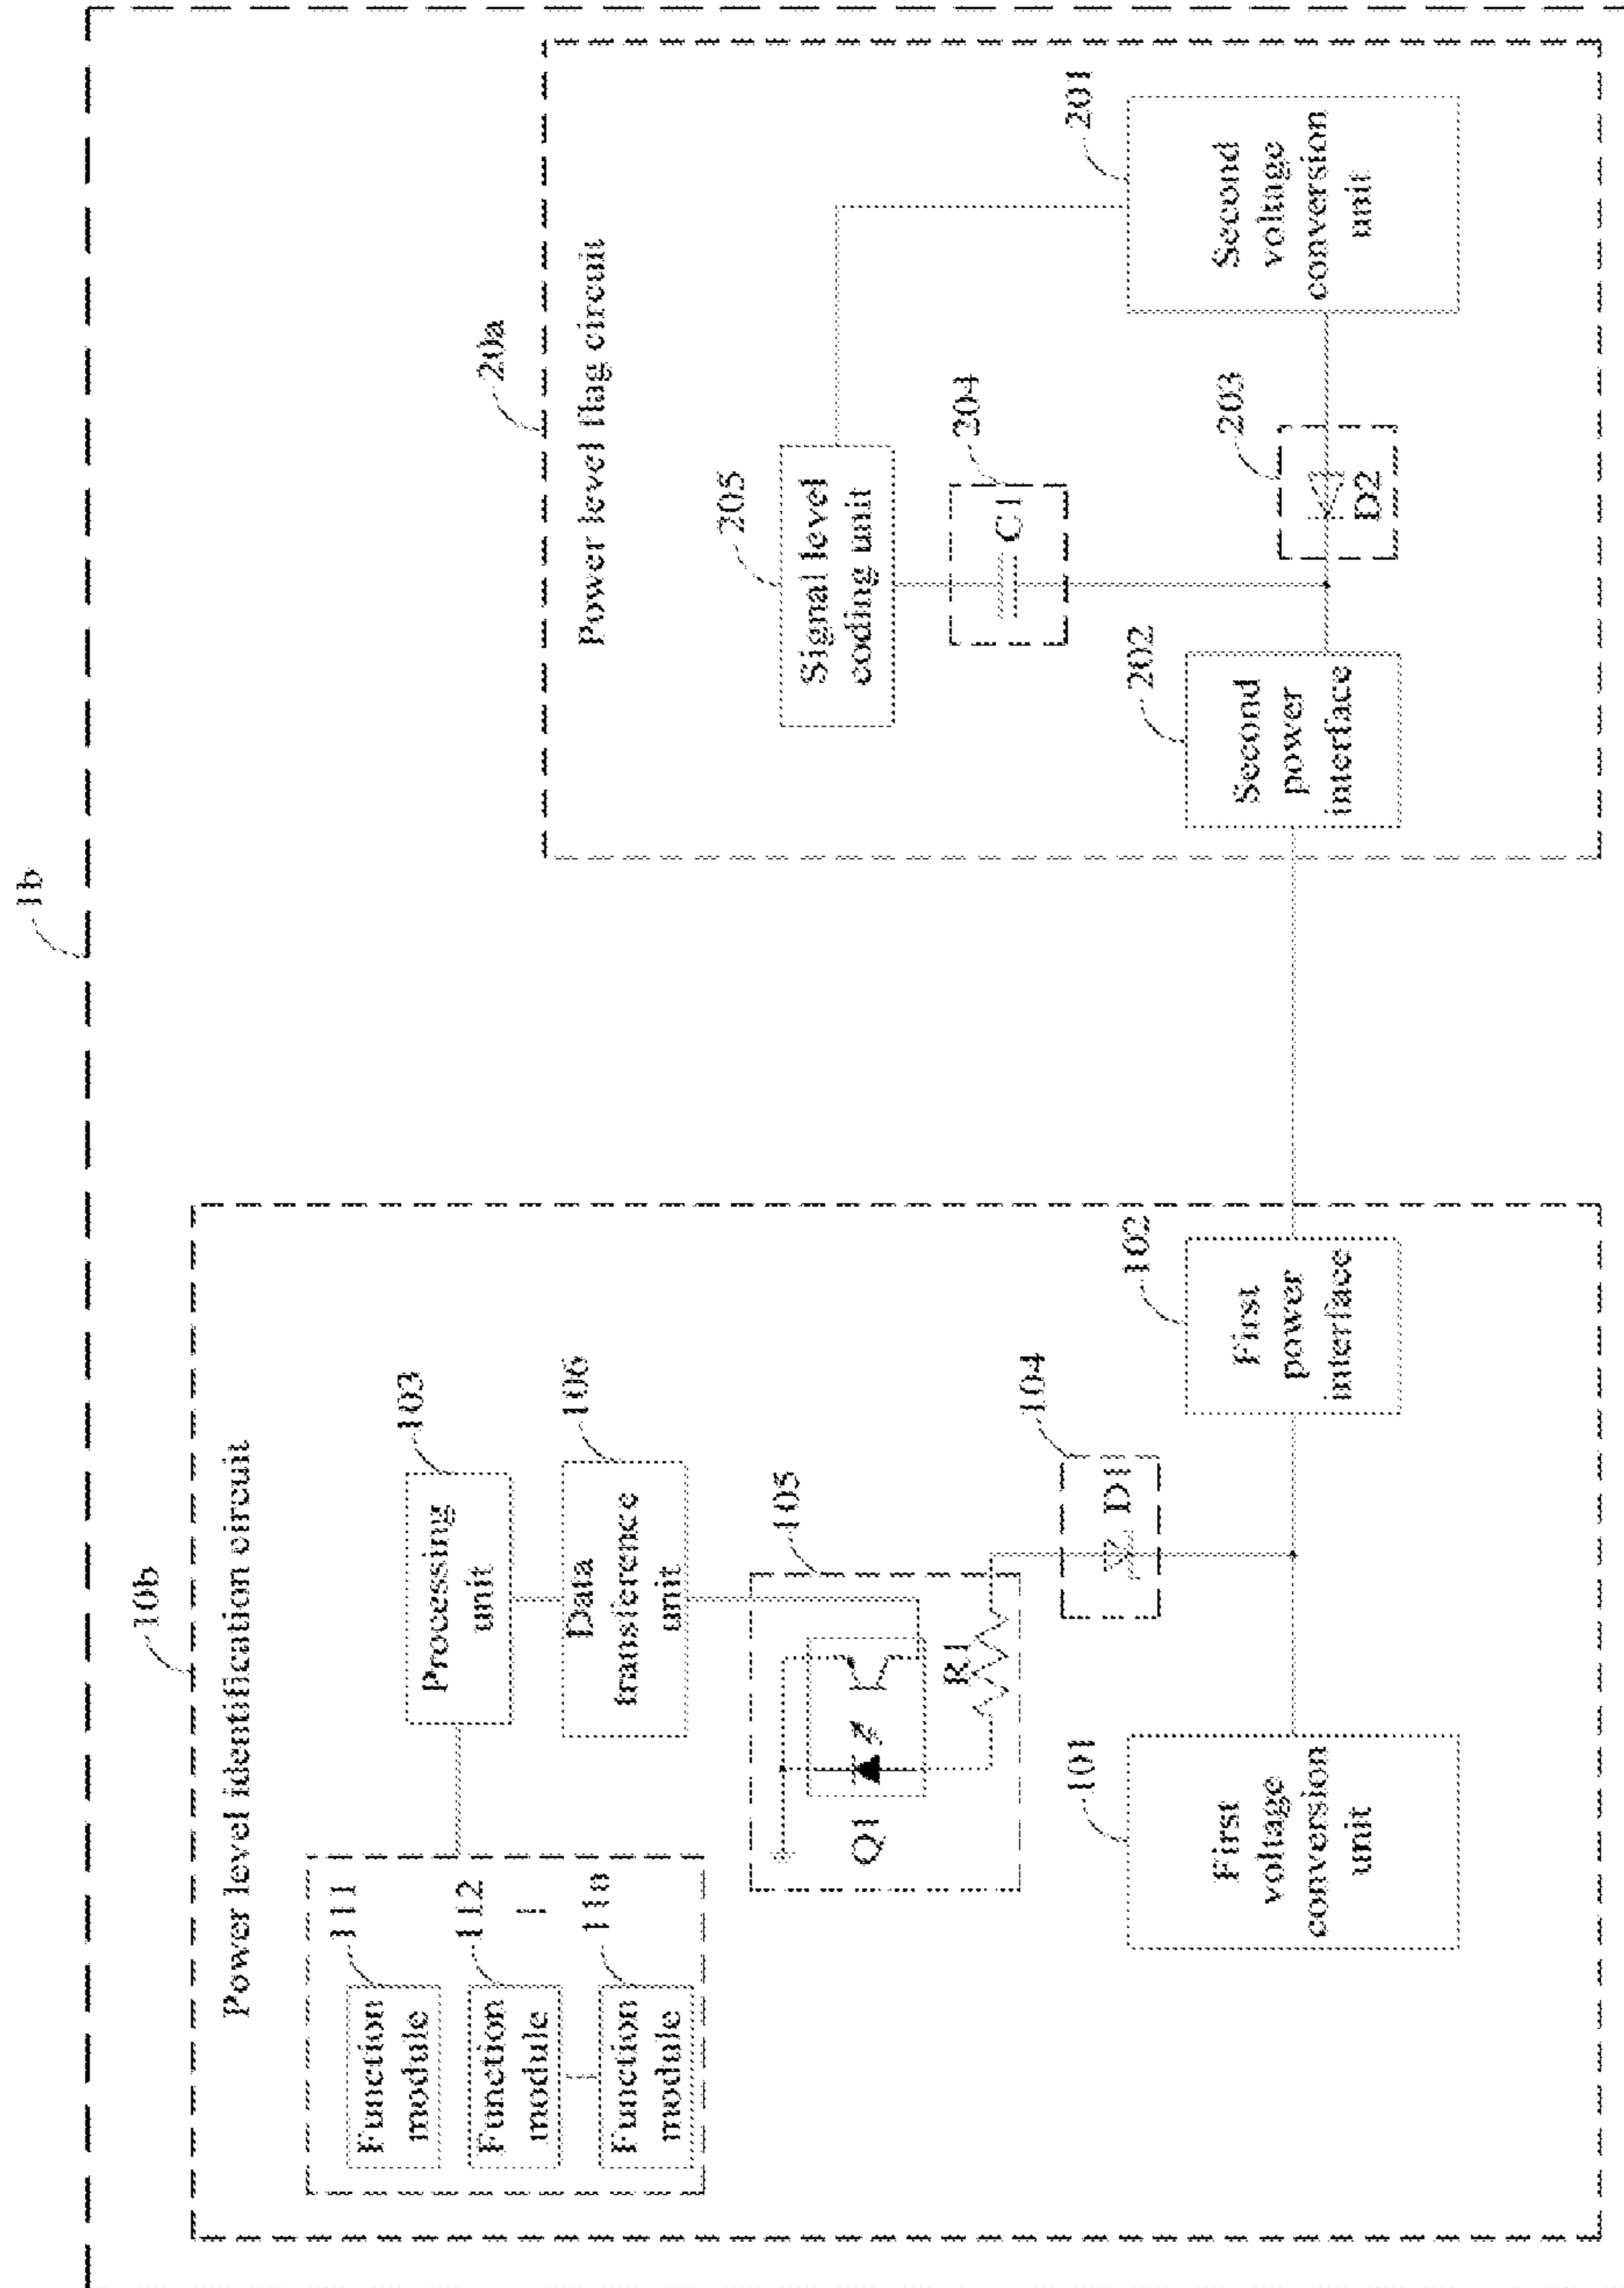 1b
10b
Power level identification circuit
Function
module
111
Function
module
112
Function
module
11n
Processing
unit
103
Data
transference
unit
106
105
Q1
R1
104
D1
First
voltage
conversion
unit
101
First
power
interface
102
20a
Power level flag circuit
Signal level
coding unit
205
204
C1
203
D2
Second
power
interface
202
Second
voltage
conversion
unit
201